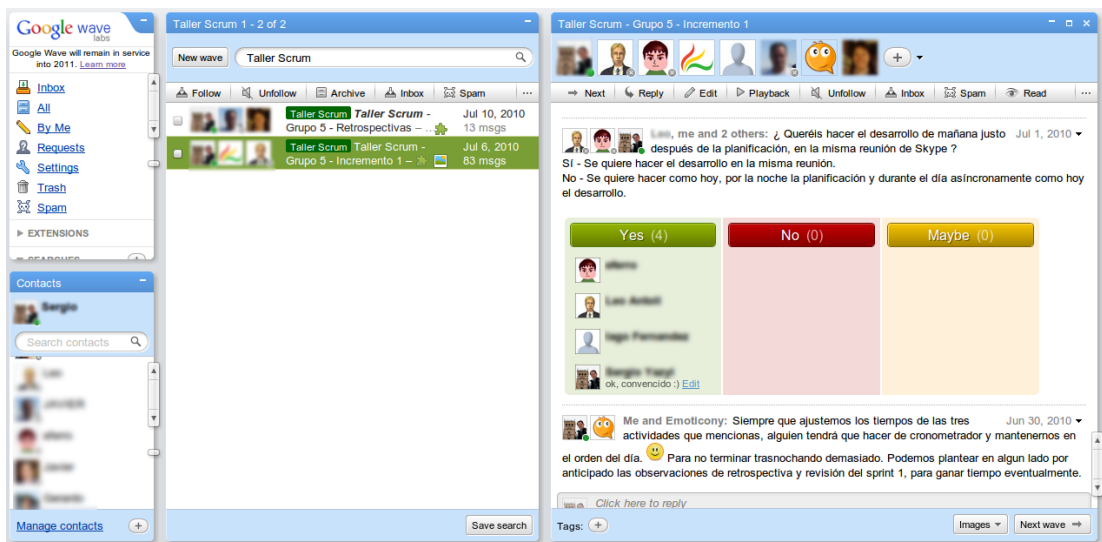 Google wave
labs
Google Wave will remain in service
into 2011. Learn more
Inbox
All
By Me
Requests
Settings
Trash
Spam
EXTENSIONS
SEARCHES
Contacts
Sergio
Search contacts
Manage contacts
Taller Scrum 1 - 2 of 2
New wave
Taller Scrum
Follow Unfollow Archive Inbox Spam ...
Taller Scrum Taller Scrum - Jul 10, 2010
Grupo 5 - Retrospectivas – ... 13 msgs
Taller Scrum Taller Scrum - Jul 6, 2010
Grupo 5 - Incremento 1 – 83 msgs
Save search
Taller Scrum - Grupo 5 - Incremento 1
Next Reply Edit Playback Unfollow Inbox Spam Read ...
, me and 2 others: ¿ Queréis hacer el desarrollo de mañana justo Jul 1, 2010
después de la planificación, en la misma reunión de Skype ?
Sí - Se quiere hacer el desarrollo en la misma reunión.
No - Se quiere hacer como hoy, por la noche la planificación y durante el día asíncronamente como hoy
el desarrollo.
Yes (4) No (0) Maybe (0)
ok, convencido :) Edit
Me and Emoticony: Siempre que ajustemos los tiempos de las tres Jun 30, 2010
actividades que mencionas, alguien tendrá que hacer de cronometrador y mantenernos en
el orden del día. Para no terminar trasnochando demasiado. Podemos plantear en algun lado por
anticipado las observaciones de retrospectiva y revisión del sprint 1, para ganar tiempo eventualmente.
Click here to reply
Tags:
Images
Next wave